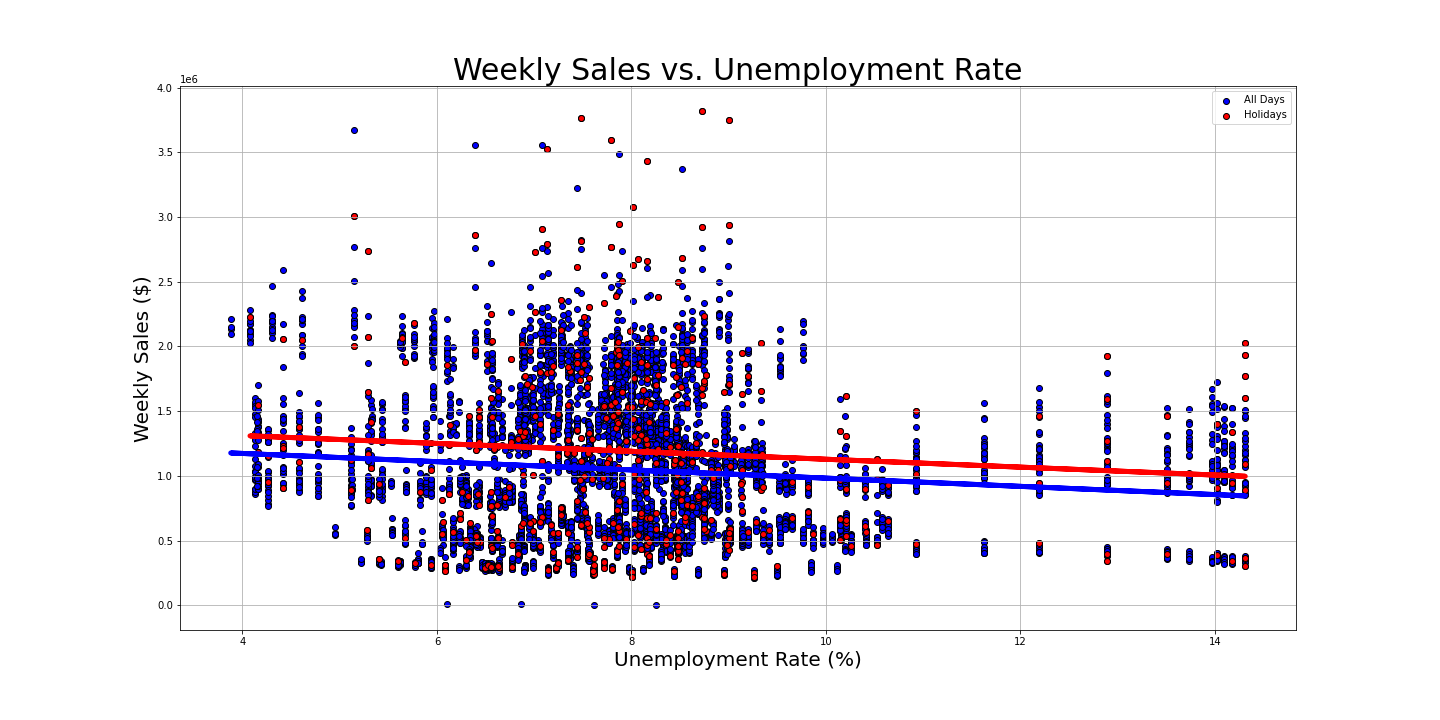 Weekly Sales vs. Unemployment Rate
1e6
4.0
3.5
3.0
2.5
2.0
1.5
1.0
0.5
0.0
Weekly Sales ($)
All Days
Holidays
4 6 8 10 12 14
Unemployment Rate (%)